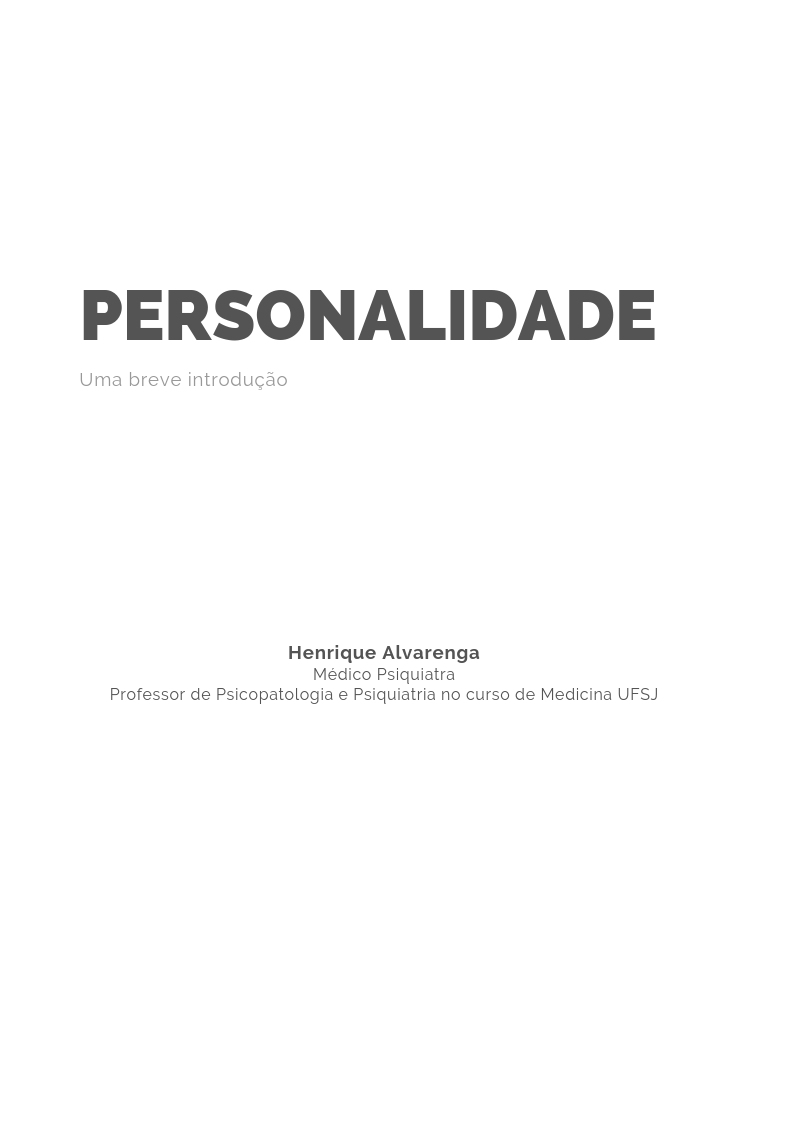 PERSONALIDADE
Uma breve introdução
Henrique Alvarenga
Médico Psiquiatra
Professor de Psicopatologia e Psiquiatria no curso de Medicina UFSJ